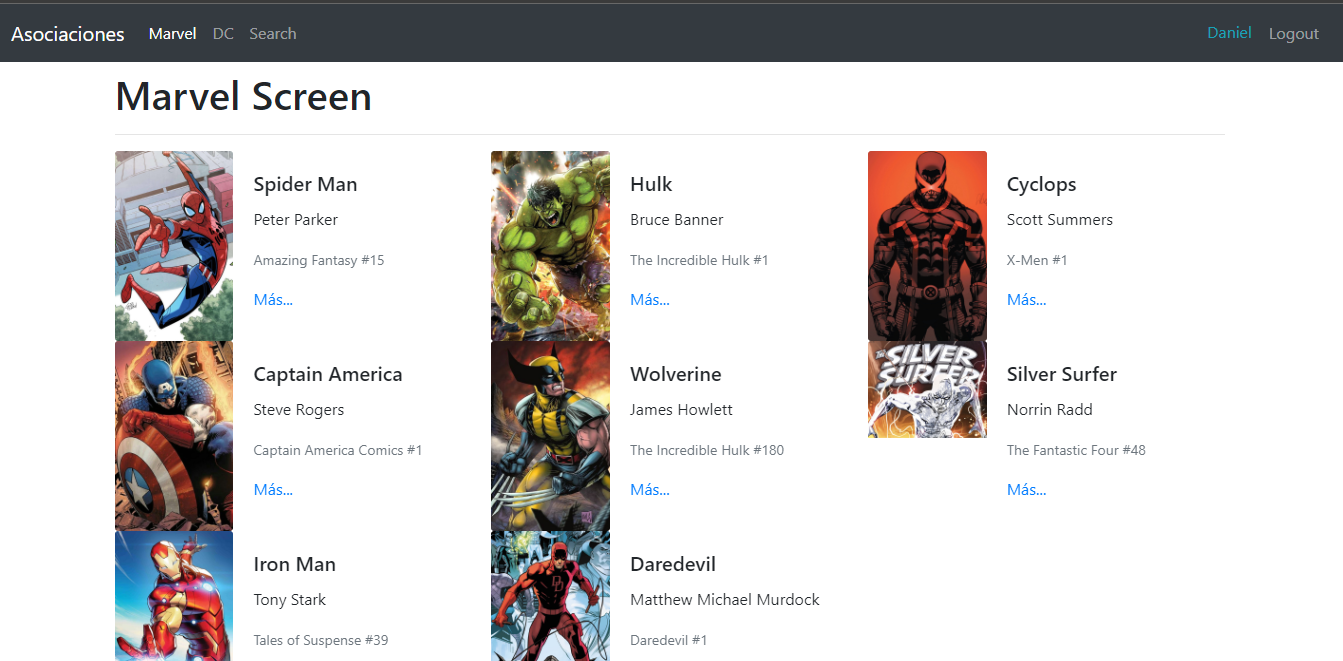 Asociaciones Marvel DC Search Daniel Logout
Marvel Screen
Spider Man
Peter Parker
Amazing Fantasy #15
Más...
Hulk
Bruce Banner
The Incredible Hulk #1
Más...
Cyclops
Scott Summers
X-Men #1
Más...
Captain America
Steve Rogers
Captain America Comics #1
Más...
Wolverine
James Howlett
The Incredible Hulk #180
Más...
The
SILVER
SURFER
Silver Surfer
Norrin Radd
The Fantastic Four #48
Más...
Iron Man
Tony Stark
Tales of Suspense #39
DD
Daredevil
Matthew Michael Murdock
Daredevil #1